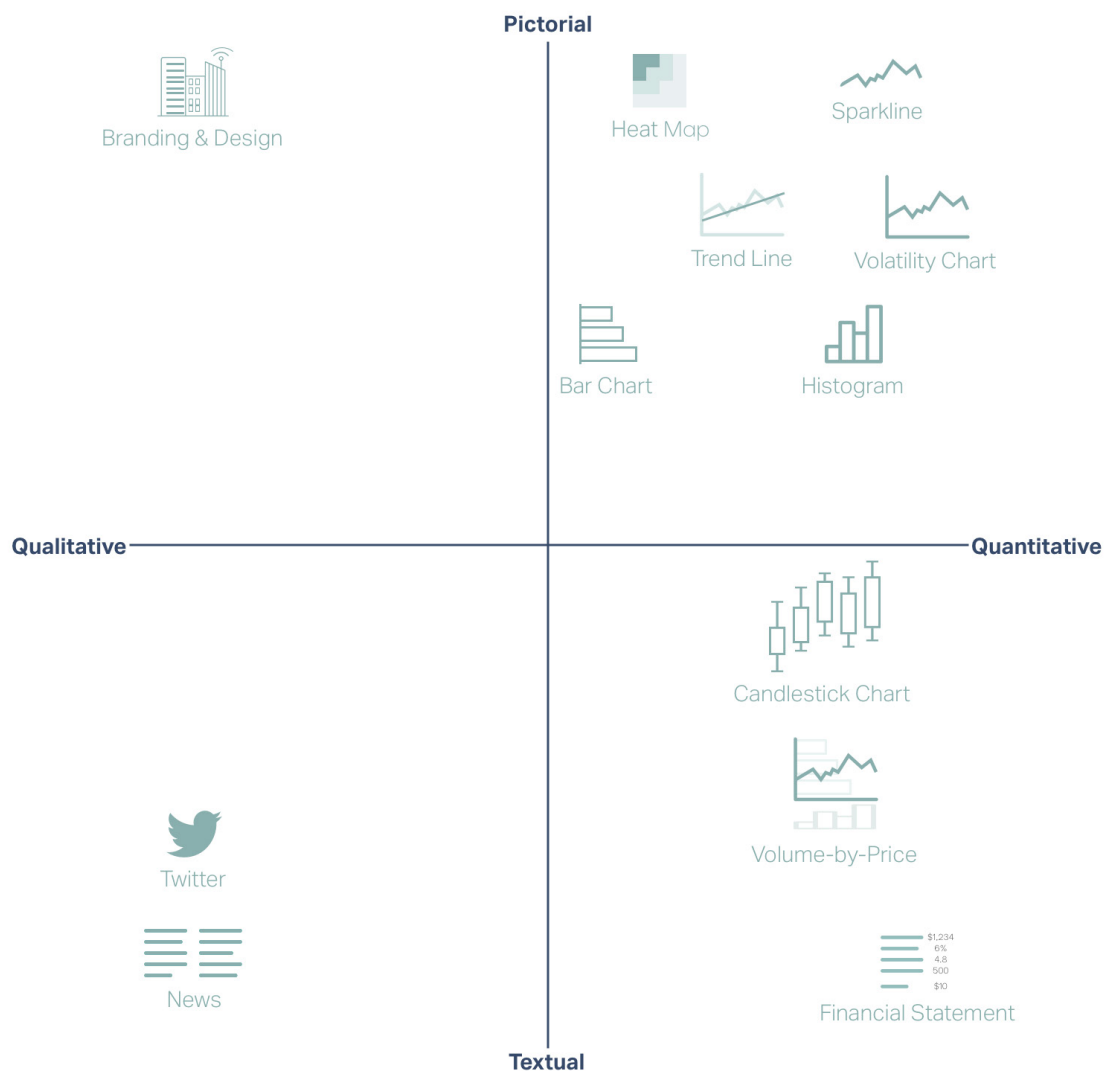 Pictorial
Branding & Design
Heat Map
Sparkline
Trend Line
Volatility Chart
Bar Chart
Histogram
Qualitative
Quantitative
Candlestick Chart
Volume-by-Price
Twitter
News
$1,234
6%
4.8
500
$10
Financial Statement
Textual